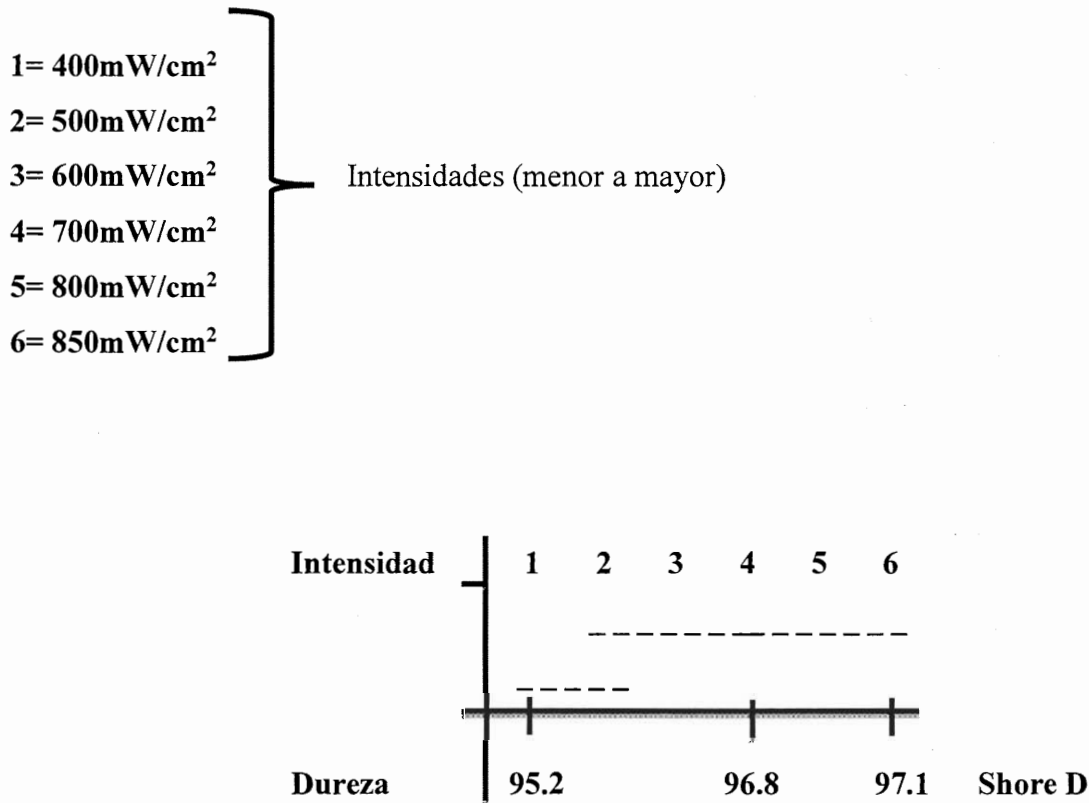 1= 400mW/cm²
2= 500mW/cm²
3= 600mW/cm²
4= 700mW/cm²
5= 800mW/cm²
6= 850mW/cm²
Intensidades (menor a mayor)
Intensidad 1 2 3 4 5 6
Dureza 95.2 96.8 97.1 Shore D